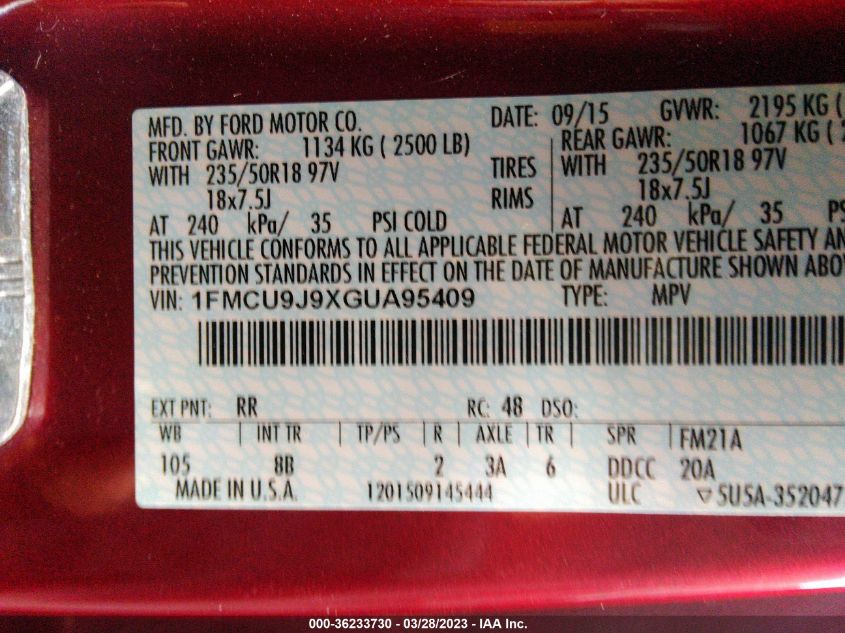 MFD. BY FORD MOTOR CO. DATE: 09/15 GVWR: 2195 KG (
FRONT GAWR: 1134 KG ( 2500 LB) REAR GAWR: 1067 KG (
WITH 235/50R18 97V TIRES WITH 235/50R18 97V
18x7.5J RIMS 18x7.5J
AT 240 kPa/ 35 PSI COLD AT 240 kPa/ 35
THIS VEHICLE CONFORMS TO ALL APPLICABLE FEDERAL MOTOR VEHICLE SAFETY
PREVENTION STANDARDS IN EFFECT ON THE DATE OF MANUFACTURE SHOWN
VIN: 1FMCU9J9XGUA95409 TYPE: MPV
EXT PNT: RR RC: 48 DSO:
WB INT TR TP/PS R AXLE TR SPR FM21A
105 8B 2 3A 6 DDCC 20A
MADE IN U.S.A. 1201509145444 ULC ▽5U5A-352047
000-36233730 - 03/28/2023 - IAA Inc.